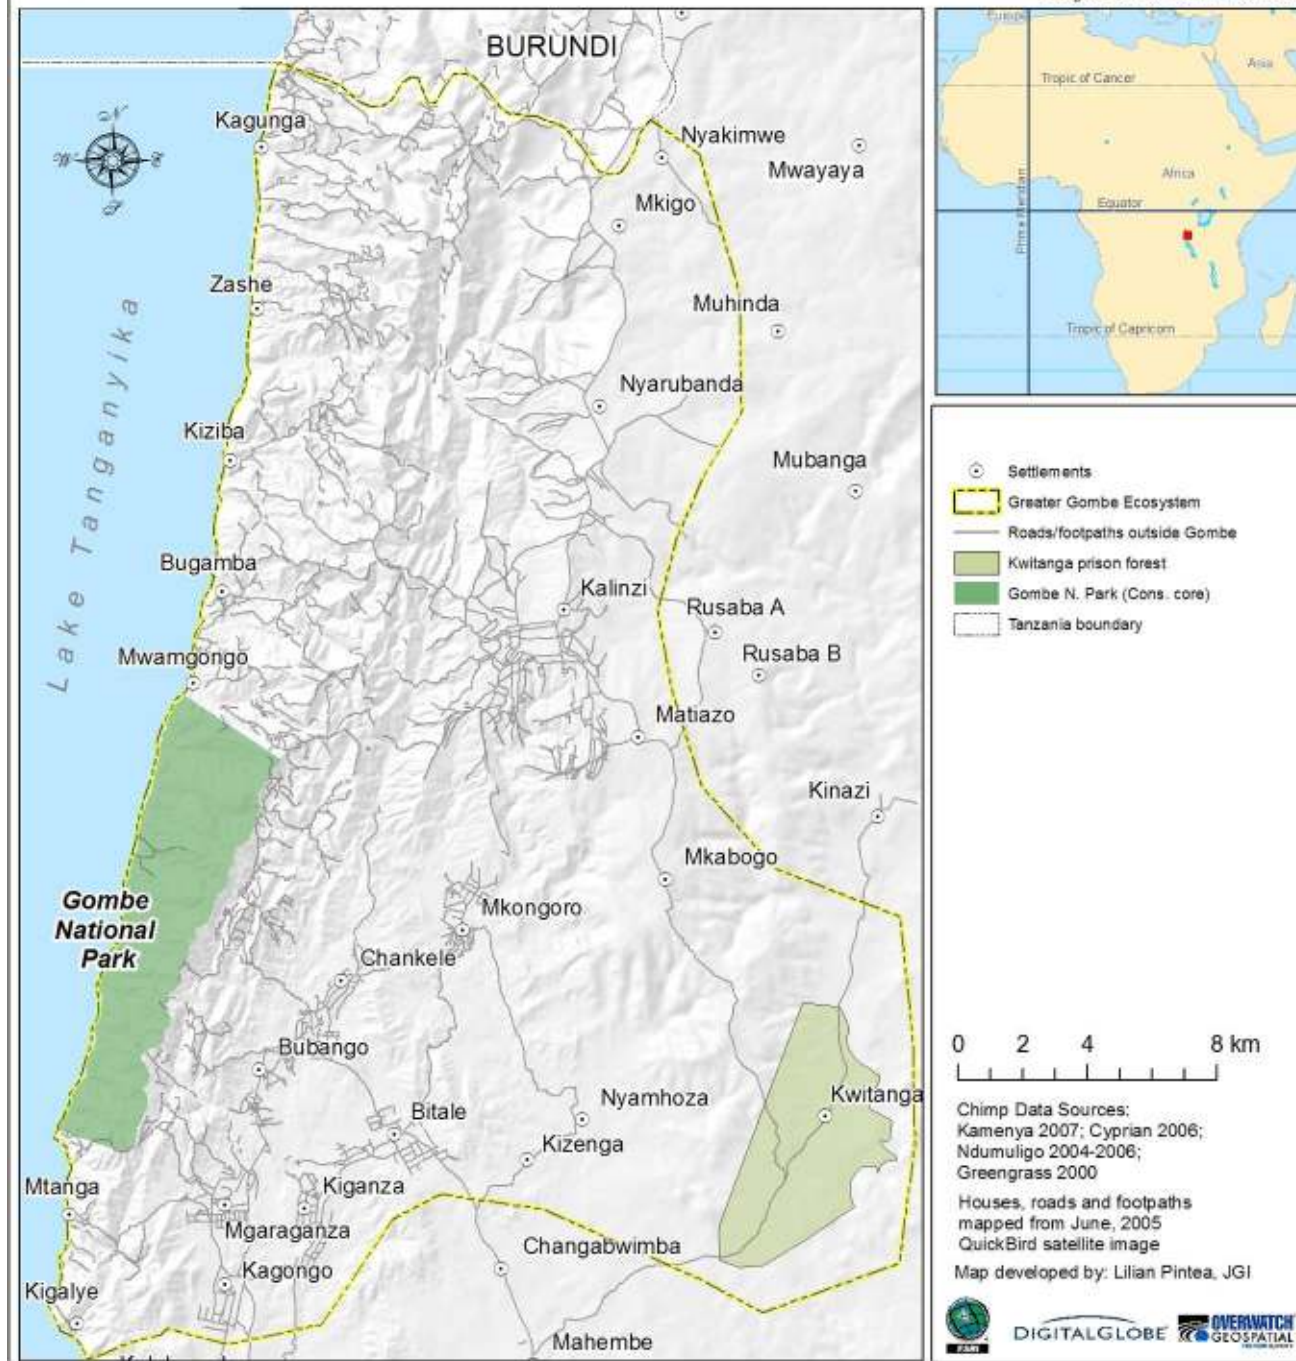 BURUNDI
Kagunga
Nyakimwe
Mwayaya
Mkigo
Zashe
Muhinda
Lake Tanganyika
Nyarubanda
Kiziba
Mubanga
Bugamba
Kalinzi
Rusaba A
Mwamgongo
Rusaba B
Matiazo
Kinazi
Mkabogo
Gombe
National
Park
Mkongoro
Chankele
Bubango
Kwitanga
Nyamhoza
Bitale
Kizenga
Mtanga
Kiganza
Mgaraganza
Changabwimba
Kagongo
Kigalye
Mahembe
N
E
S
W
Europe
Asia
Tropic of Cancer
Africa
Equator
Prime Meridian
Tropic of Capricorn
Settlements
Greater Gombe Ecosystem
Roads/footpaths outside Gombe
Kwitanga prison forest
Gombe N. Park (Cons. core)
Tanzania boundary
0 2 4 8 km
Chimp Data Sources:
Kamenya 2007; Cyprian 2006;
Ndumuligo 2004-2006;
Greengrass 2000
Houses, roads and footpaths
mapped from June, 2005
QuickBird satellite image
Map developed by: Lilian Pintea, JGI
ESRI
DIGITALGLOBE
OVERWATCH
GEOSPATIAL